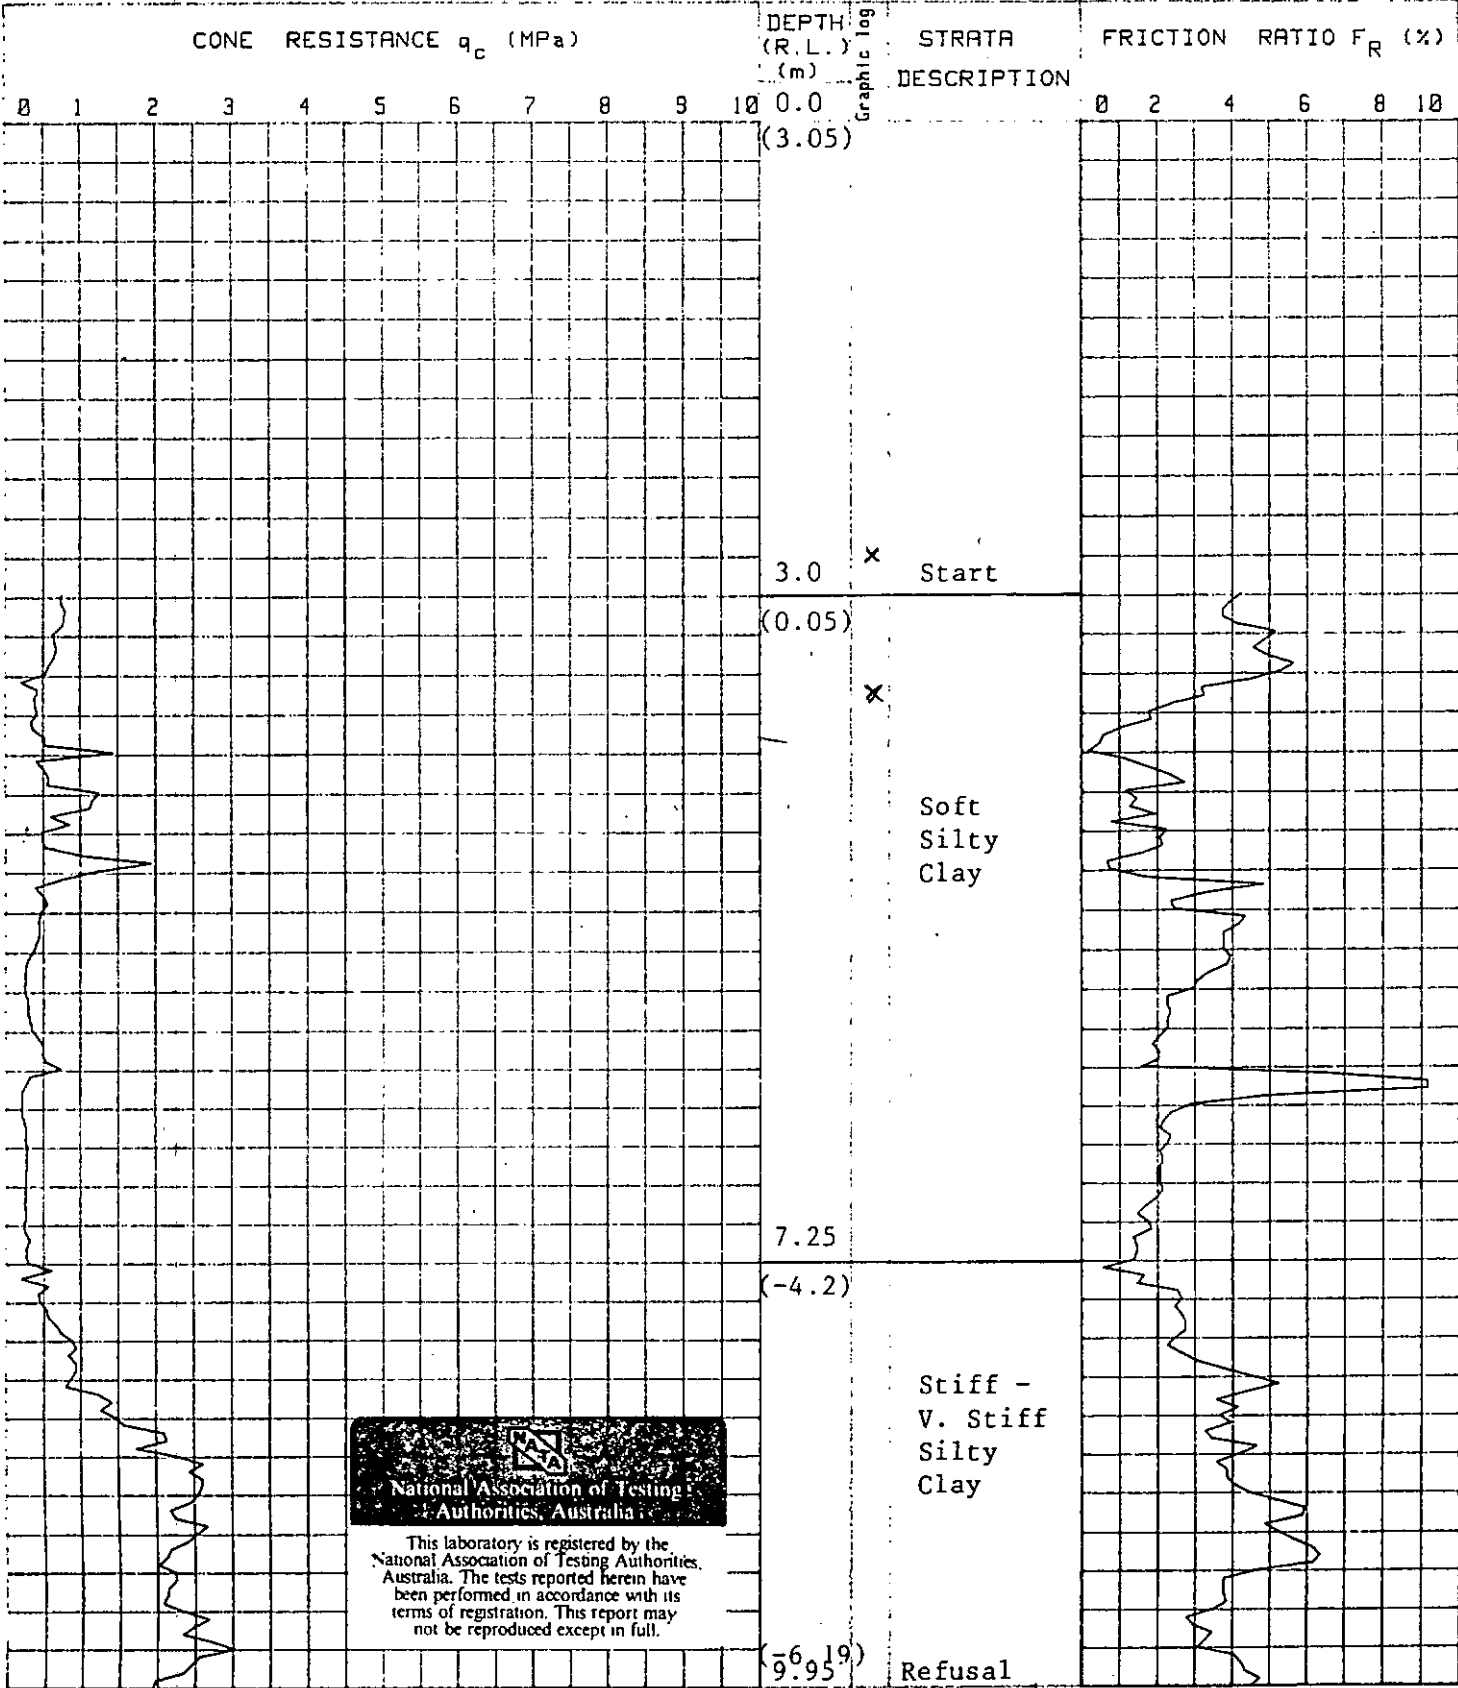 CONE RESISTANCE qc (MPa)
DEPTH
(R.L.)
(m)
0.0
Graphic log
STRATA
DESCRIPTION
FRICTION RATIO FR (%)
0 1 2 3 4 5 6 7 8 9 10
0 2 4 6 8 10
(3.05)
3.0
x
Start
(0.05)
x
Soft
Silty
Clay
7.25
(-4.2)
Stiff -
V. Stiff
Silty
Clay
NATA
National Association of Testing
Authorities, Australia
This laboratory is registered by the
National Association of Testing Authorities,
Australia. The tests reported herein have
been performed in accordance with its
terms of registration. This report may
not be reproduced except in full.
(-6.19)
9.95
Refusal